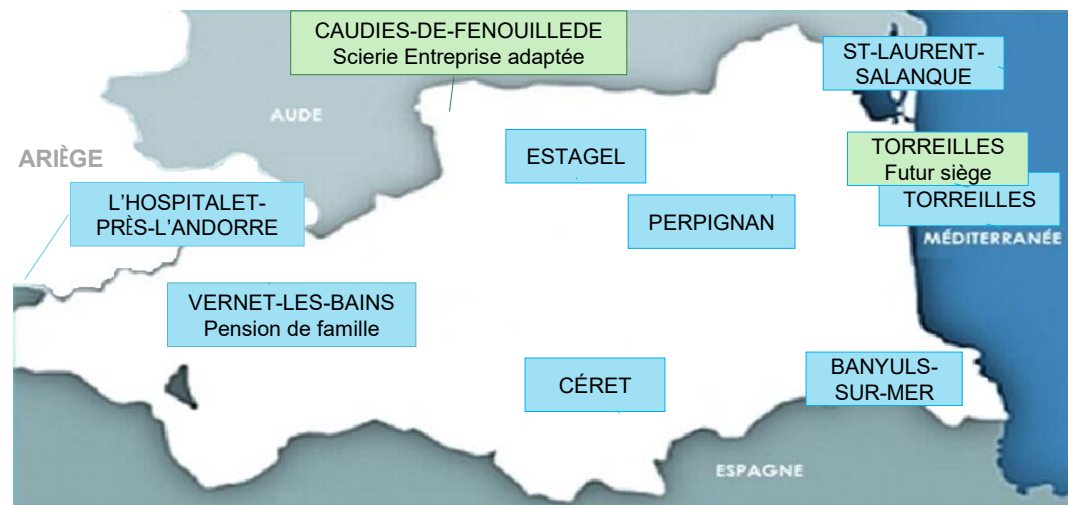 CAUDIES-DE-FENOUILLEDE
Scierie Entreprise adaptée
ST-LAURENT-
SALANQUE
AUDE
ARIÈGE
ESTAGEL
TORREILLES
Futur siège
L'HOSPITALET-
PRÈS-L'ANDORRE
TORREILLES
PERPIGNAN
MÉDITERRANÉE
VERNET-LES-BAINS
Pension de famille
CÉRET
BANYULS-
SUR-MER
ESPAGNE